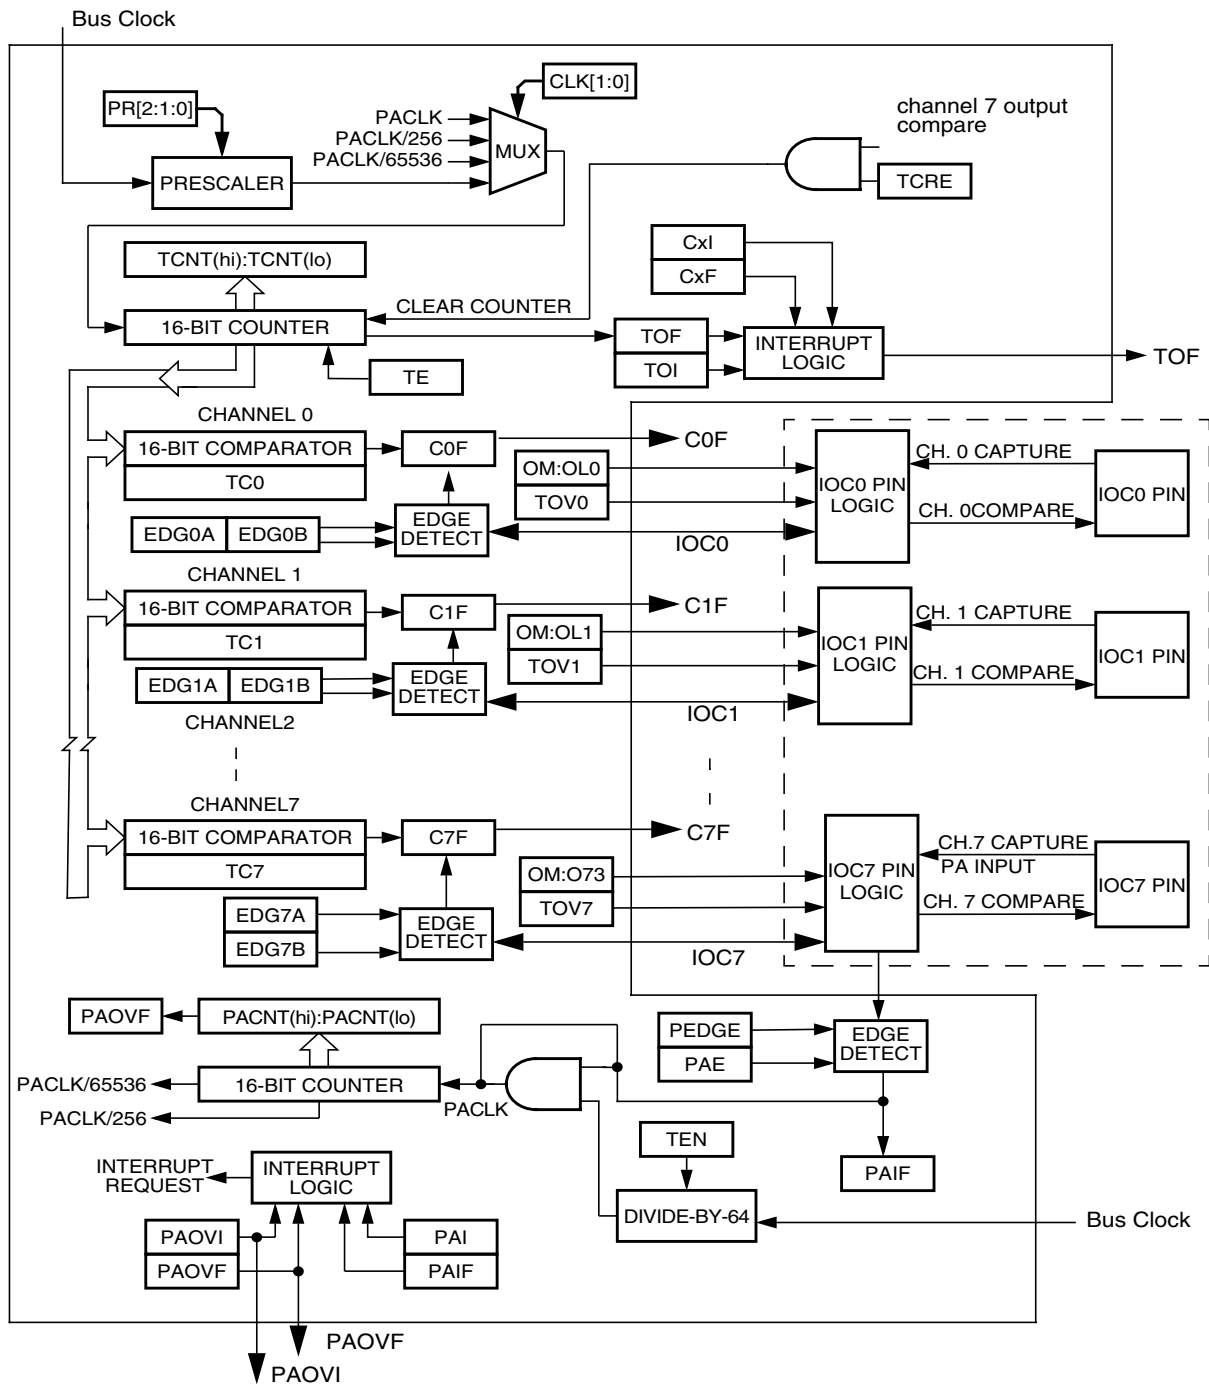 Bus Clock
CLK[1:0]
PR[2:1:0]
PACLK
PACLK/256
PACLK/65536
MUX
PRESCALER
channel 7 output
compare
TCRE
TCNT(hi):TCNT(lo)
CxI
CxF
CLEAR COUNTER
16-BIT COUNTER
TOF
TOI
INTERRUPT
LOGIC
TOF
TE
CHANNEL 0
16-BIT COMPARATOR
TC0
C0F
C0F
OM:OL0
TOV0
IOC0 PIN
LOGIC
CH. 0 CAPTURE
CH. 0COMPARE
IOC0 PIN
EDG0A
EDG0B
EDGE
DETECT
IOC0
CHANNEL 1
16-BIT COMPARATOR
TC1
C1F
C1F
OM:OL1
TOV1
IOC1 PIN
LOGIC
CH. 1 CAPTURE
CH. 1 COMPARE
IOC1 PIN
EDG1A
EDG1B
EDGE
DETECT
IOC1
CHANNEL2
CHANNEL7
16-BIT COMPARATOR
TC7
C7F
C7F
OM:O73
TOV7
IOC7 PIN
LOGIC
CH.7 CAPTURE
PA INPUT
CH. 7 COMPARE
IOC7 PIN
EDG7A
EDG7B
EDGE
DETECT
IOC7
PAOVF
PACNT(hi):PACNT(lo)
PEDGE
PAE
EDGE
DETECT
PACLK/65536
16-BIT COUNTER
PACLK
PACLK/256
TEN
PAIF
INTERRUPT
REQUEST
INTERRUPT
LOGIC
DIVIDE-BY-64
Bus Clock
PAOVI
PAOVF
PAI
PAIF
PAOVF
PAOVI